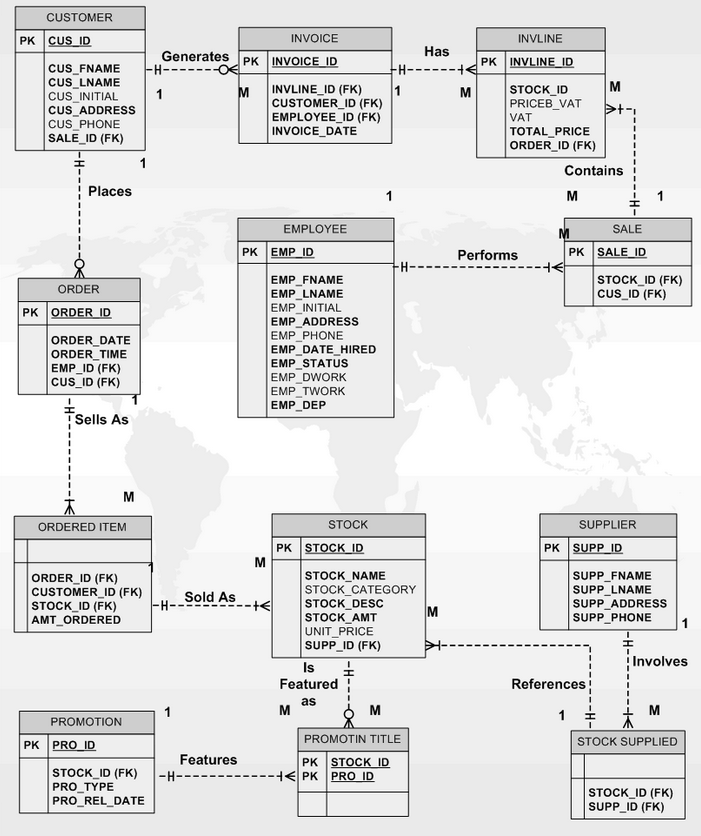 CUSTOMER
PK CUS_ID
CUS_FNAME
CUS_LNAME
CUS_INITIAL
CUS_ADDRESS
CUS_PHONE
SALE_ID (FK)
Generates
1
M
INVOICE
PK INVOICE_ID
INVLINE_ID (FK)
CUSTOMER_ID (FK)
EMPLOYEE_ID (FK)
INVOICE_DATE
Has
1
M
INVLINE
PK INVLINE_ID
STOCK_ID
PRICEB_VAT
VAT
TOTAL_PRICE
ORDER_ID (FK)
M
Contains
M
1
1
Places
1
EMPLOYEE
PK EMP_ID
EMP_FNAME
EMP_LNAME
EMP_INITIAL
EMP_ADDRESS
EMP_PHONE
EMP_DATE_HIRED
EMP_STATUS
EMP_DWORK
EMP_TWORK
EMP_DEP
Performs
M
SALE
PK SALE_ID
STOCK_ID (FK)
CUS_ID (FK)
ORDER
PK ORDER_ID
ORDER_DATE
ORDER_TIME
EMP_ID (FK)
CUS_ID (FK)
1
Sells As
M
ORDERED ITEM
ORDER_ID (FK)
CUSTOMER_ID (FK)
STOCK_ID (FK)
AMT_ORDERED
1
Sold As
M
STOCK
PK STOCK_ID
STOCK_NAME
STOCK_CATEGORY
STOCK_DESC
STOCK_AMT
UNIT_PRICE
SUPP_ID (FK)
M
SUPPLIER
PK SUPP_ID
SUPP_FNAME
SUPP_LNAME
SUPP_ADDRESS
SUPP_PHONE
1
Involves
M
References
1
Is
Featured
as
M
M
PROMOTION
PK PRO_ID
STOCK_ID (FK)
PRO_TYPE
PRO_REL_DATE
1
Features
PROMOTIN TITLE
PK STOCK_ID
PK PRO_ID
STOCK SUPPLIED
STOCK_ID (FK)
SUPP_ID (FK)